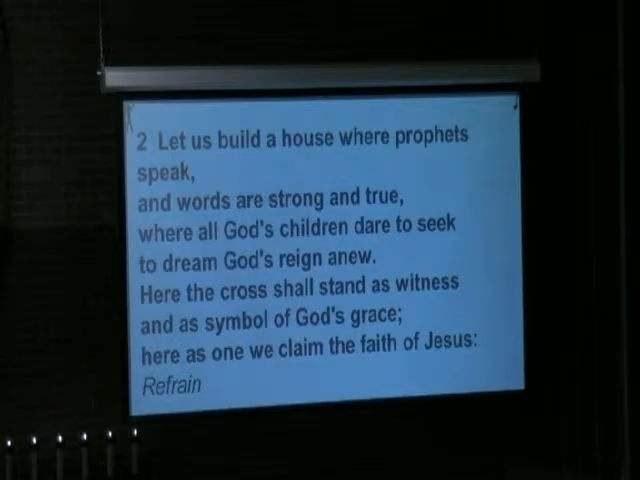 2 Let us build a house where prophets
speak,
and words are strong and true,
where all God's children dare to seek
to dream God's reign anew.
Here the cross shall stand as witness
and as symbol of God's grace;
here as one we claim the faith of Jesus:
Refrain